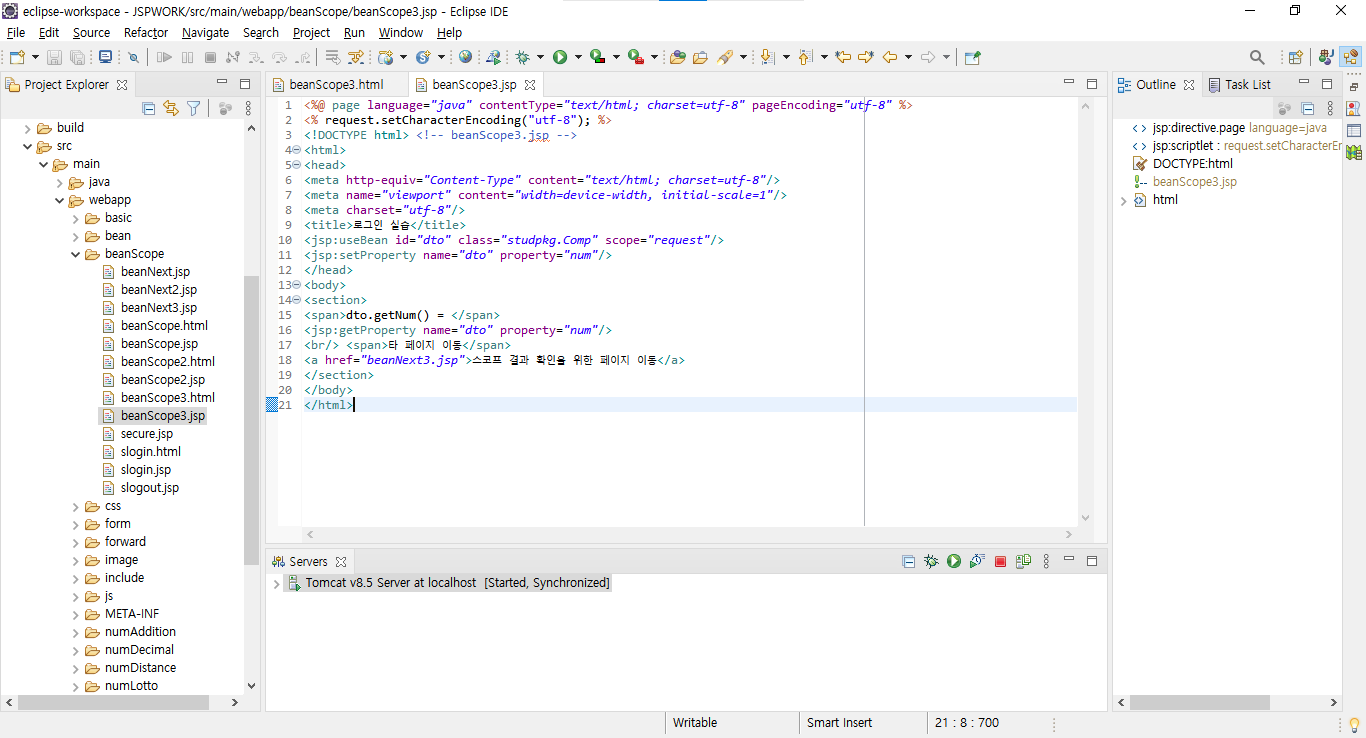 eclipse-workspace - JSPWORK/src/main/webapp/beanScope/beanScope3.jsp - Eclipse IDE
File Edit Source Refactor Navigate Search Project Run Window Help
Project Explorer
build
src
main
java
webapp
basic
bean
beanScope
beanNext.jsp
beanNext2.jsp
beanNext3.jsp
beanScope.html
beanScope.jsp
beanScope2.html
beanScope2.jsp
beanScope3.html
beanScope3.jsp
secure.jsp
slogin.html
slogin.jsp
slogout.jsp
css
form
forward
image
include
js
META-INF
numAddition
numDecimal
numDistance
numLotto
beanScope3.html beanScope3.jsp
1 <%@ page language="java" contentType="text/html; charset=utf-8" pageEncoding="utf-8" %>
2 <% request.setCharacterEncoding("utf-8"); %>
3 <!DOCTYPE html> <!-- beanScope3.jsp -->
4 <html>
5 <head>
6 <meta http-equiv="Content-Type" content="text/html; charset=utf-8"/>
7 <meta name="viewport" content="width=device-width, initial-scale=1"/>
8 <meta charset="utf-8"/>
9 <title>로그인 실습</title>
10 <jsp:useBean id="dto" class="studpkg.Comp" scope="request"/>
11 <jsp:setProperty name="dto" property="num"/>
12 </head>
13 <body>
14 <section>
15 <span>dto.getNum() = </span>
16 <jsp:getProperty name="dto" property="num"/>
17 <br/> <span>타 페이지 이동</span>
18 <a href="beanNext3.jsp">스코프 결과 확인을 위한 페이지 이동</a>
19 </section>
20 </body>
21 </html>
Servers
Tomcat v8.5 Server at localhost [Started, Synchronized]
Outline Task List
jsp:directive.page language=java
jsp:scriptlet : request.setCharacterEr
DOCTYPE:html
beanScope3.jsp
html
Writable Smart Insert 21 : 8 : 700